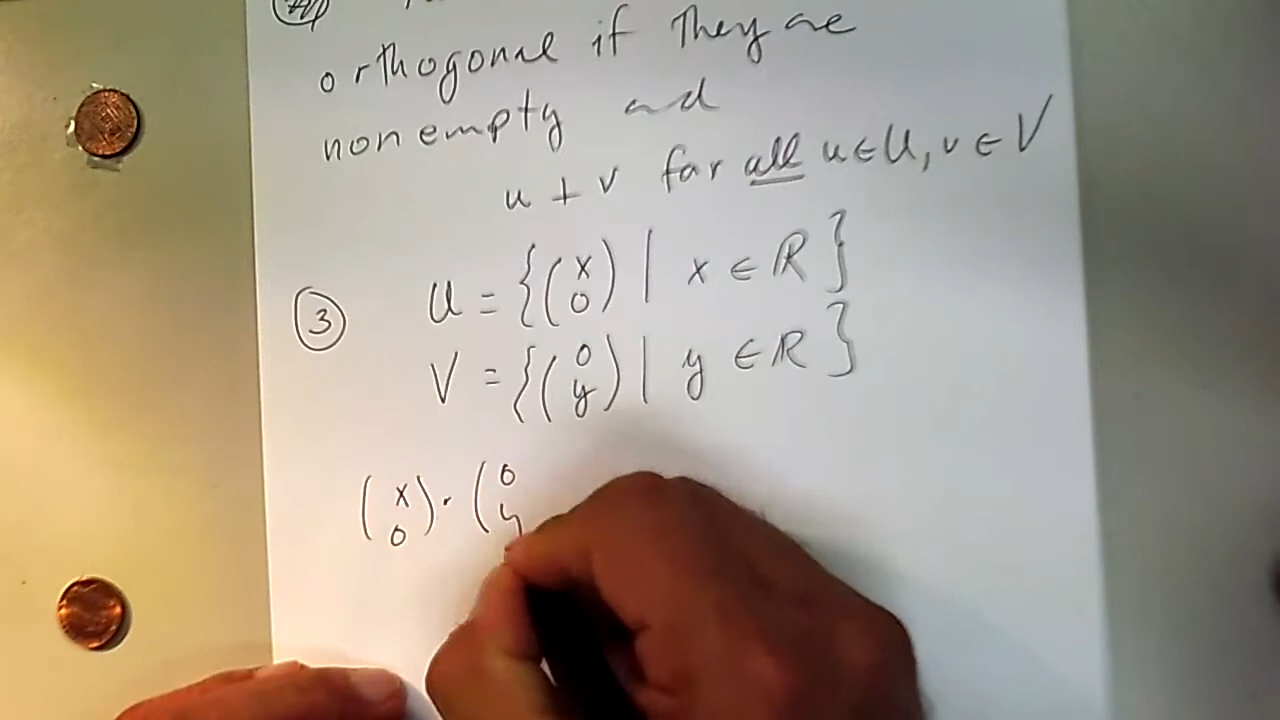 orthogonal if they are
nonempty and
u ⊥ v for all u ∈ U, v ∈ V
③ U = {(x 0) | x ∈ ℝ}
V = {(0 y) | y ∈ ℝ}
(x 0) · (0 y